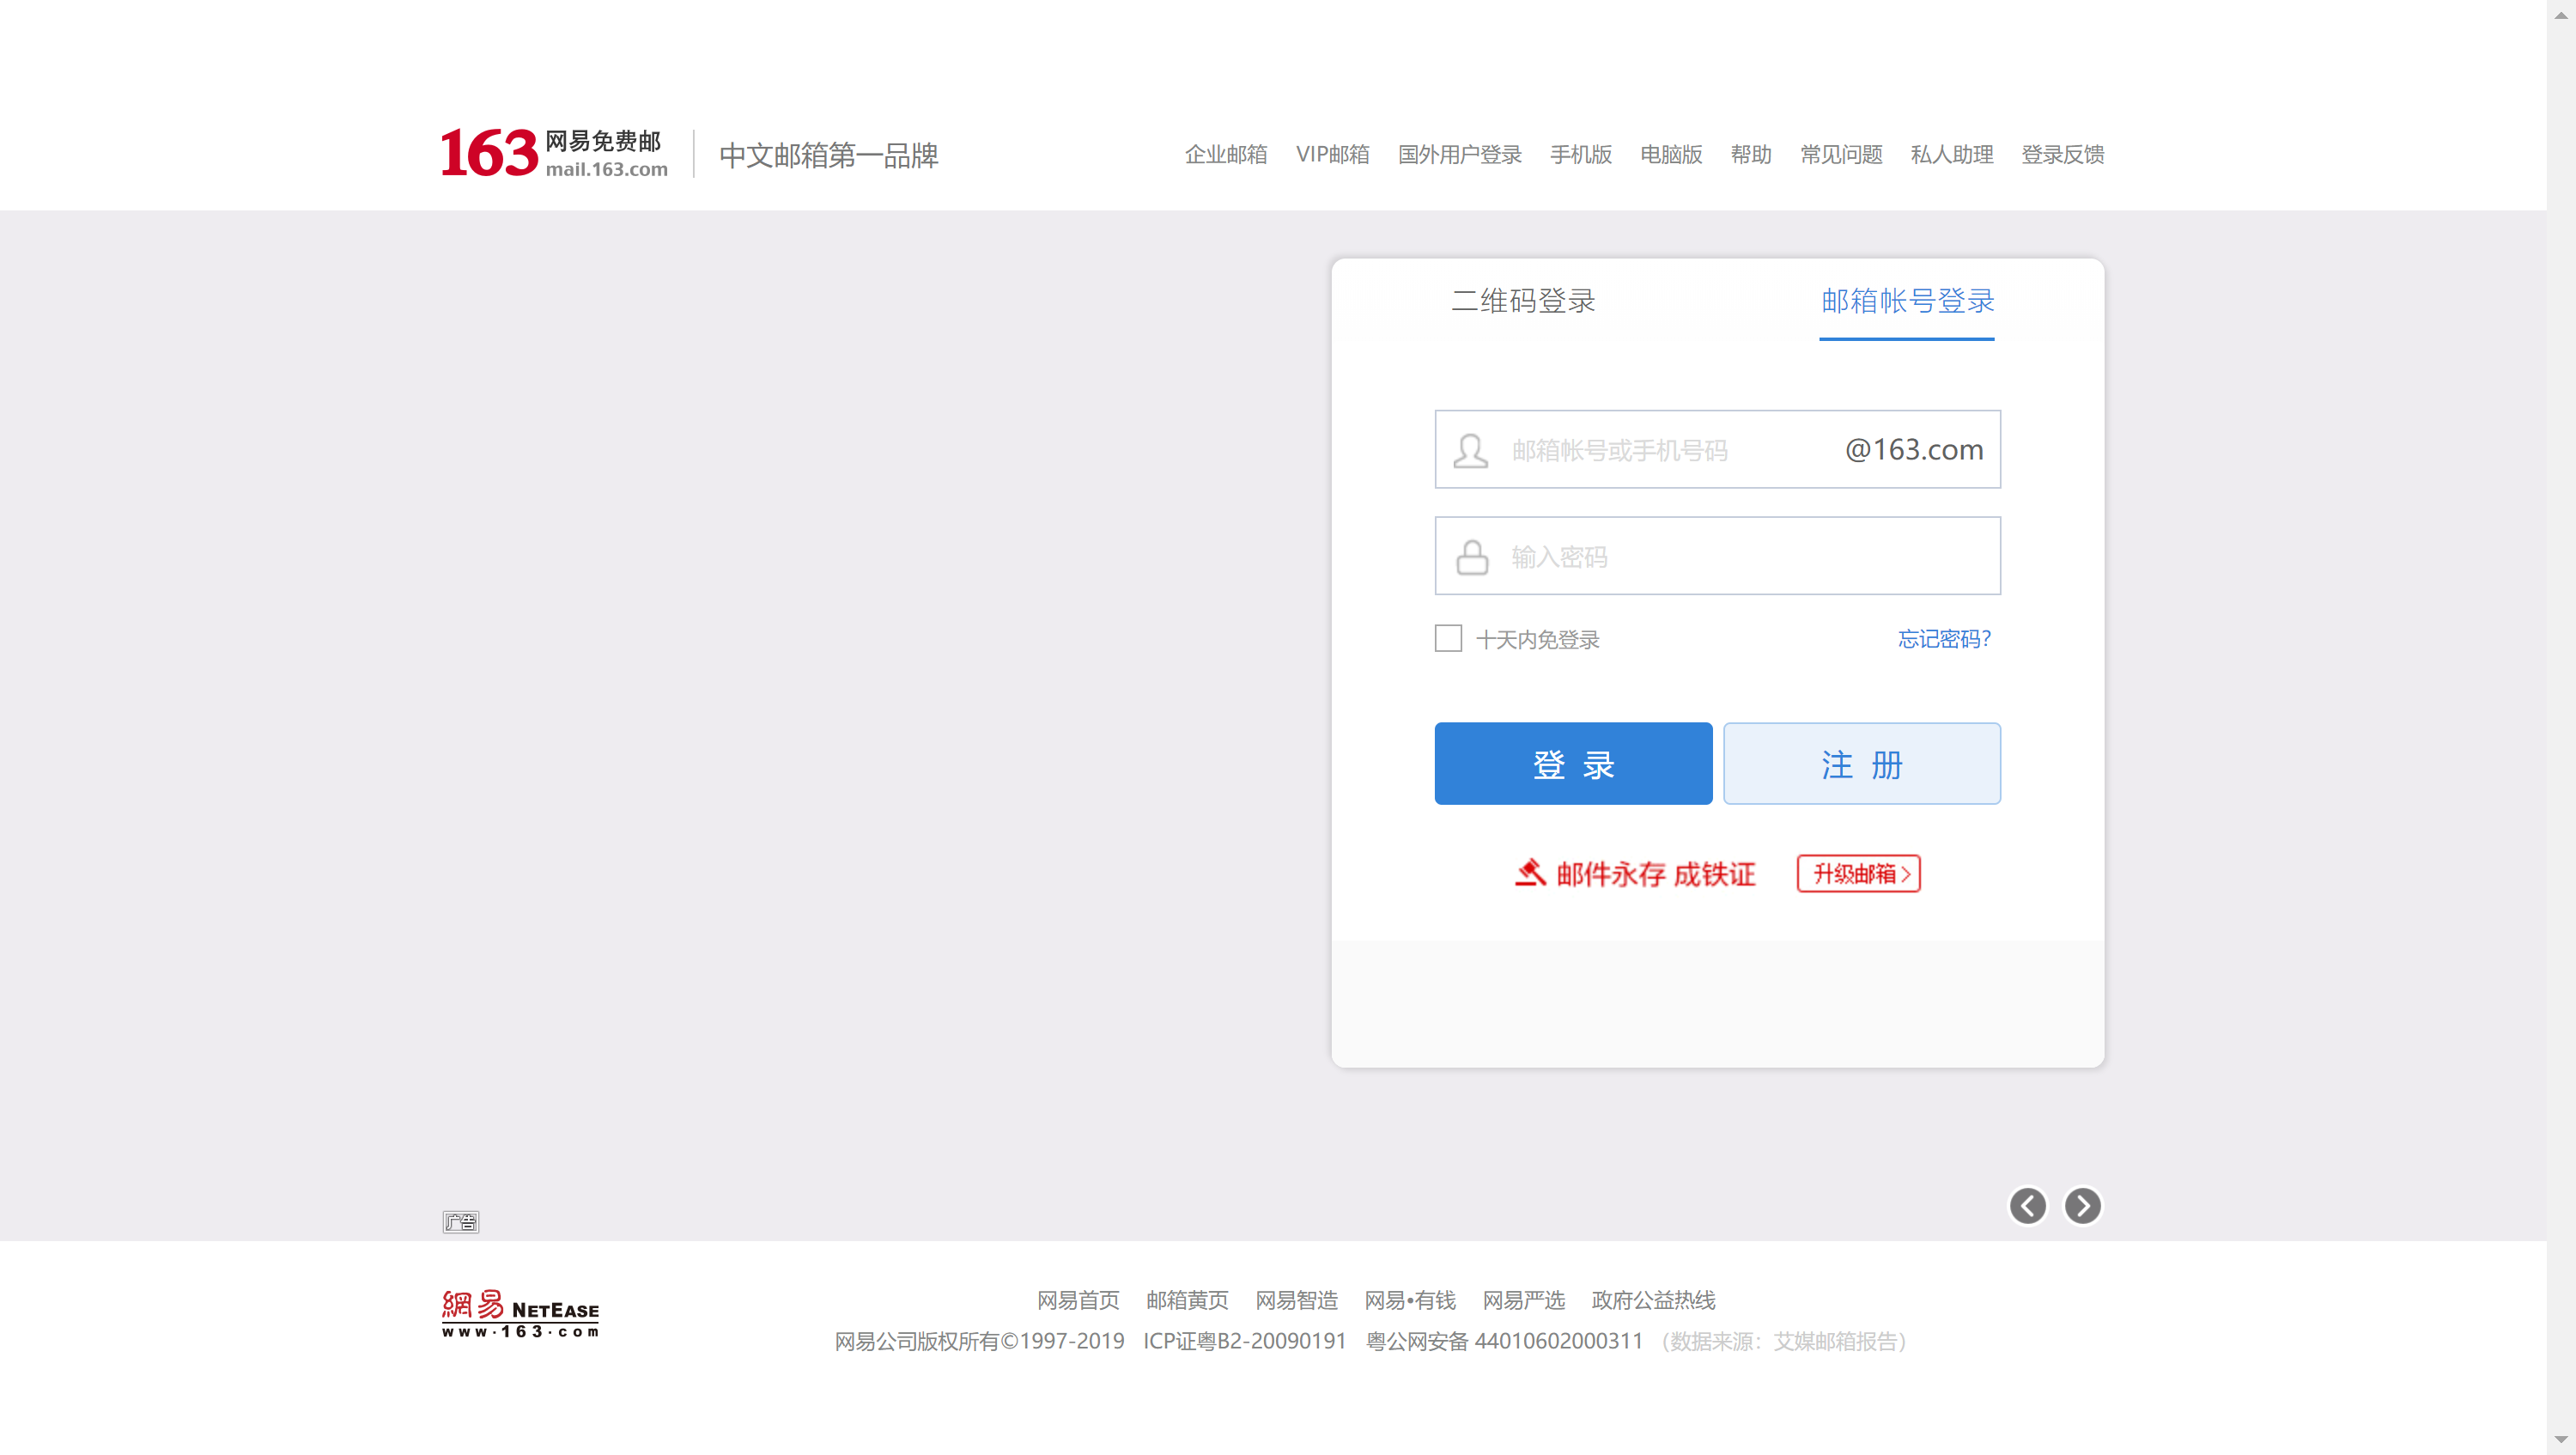 163 网易免费邮 mail.163.com 中文邮箱第一品牌
企业邮箱 VIP邮箱 国外用户登录 手机版 电脑版 帮助 常见问题 私人助理 登录反馈
二维码登录 邮箱帐号登录
邮箱帐号或手机号码 @163.com
输入密码
十天内免登录 忘记密码?
登 录 注 册
邮件永存 成铁证 升级邮箱>
广告
網易 NETEASE
www.163.com
网易首页 邮箱黄页 网易智造 网易•有钱 网易严选 政府公益热线
网易公司版权所有©1997-2019 ICP证粤B2-20090191 粤公网安备 44010602000311 (数据来源：艾媒邮箱报告)